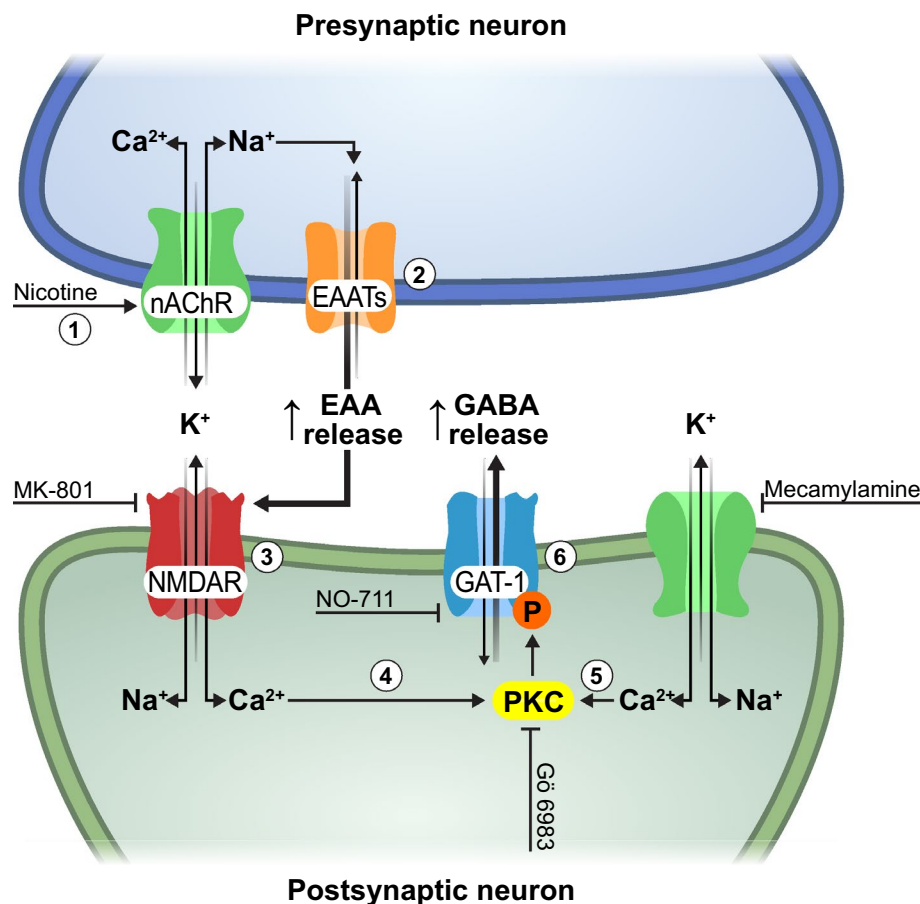 Presynaptic neuron
Ca²⁺ Na⁺
2
Nicotine
nAChR EAATs
1
↑ EAA release
↑ GABA release
K⁺ K⁺
MK-801 Mecamylamine
3 6
NMDAR GAT-1
NO-711
P
4 5
Na⁺ Ca²⁺ PKC Ca²⁺ Na⁺
Gö 6983
Postsynaptic neuron